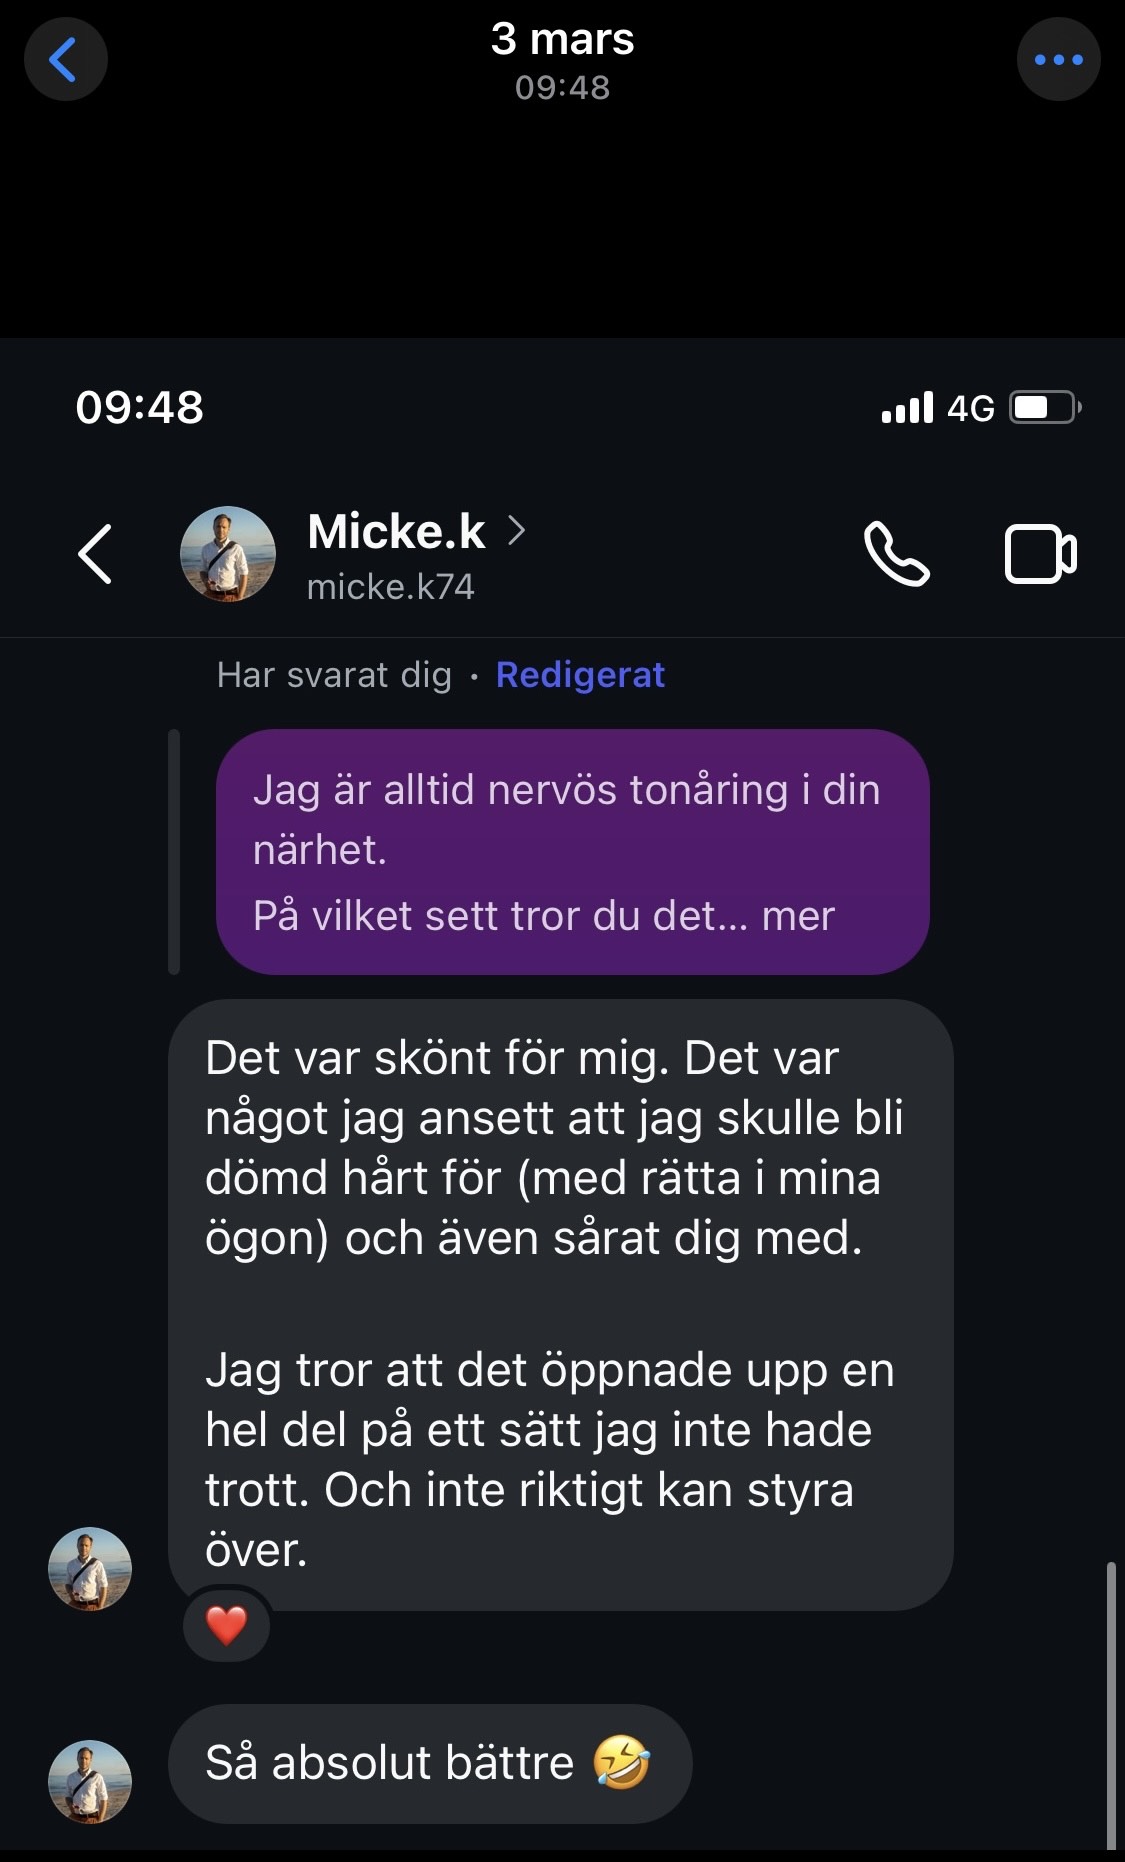 3 mars
09:48
09:48
4G
Micke.k
micke.k74
Har svarat dig · Redigerat
Jag är alltid nervös tonåring i din
närhet.
På vilket sett tror du det... mer
Det var skönt för mig. Det var
något jag ansett att jag skulle bli
dömd hårt för (med rätta i mina
ögon) och även sårat dig med.
Jag tror att det öppnade upp en
hel del på ett sätt jag inte hade
trott. Och inte riktigt kan styra
över.
❤️
Så absolut bättre 🤣